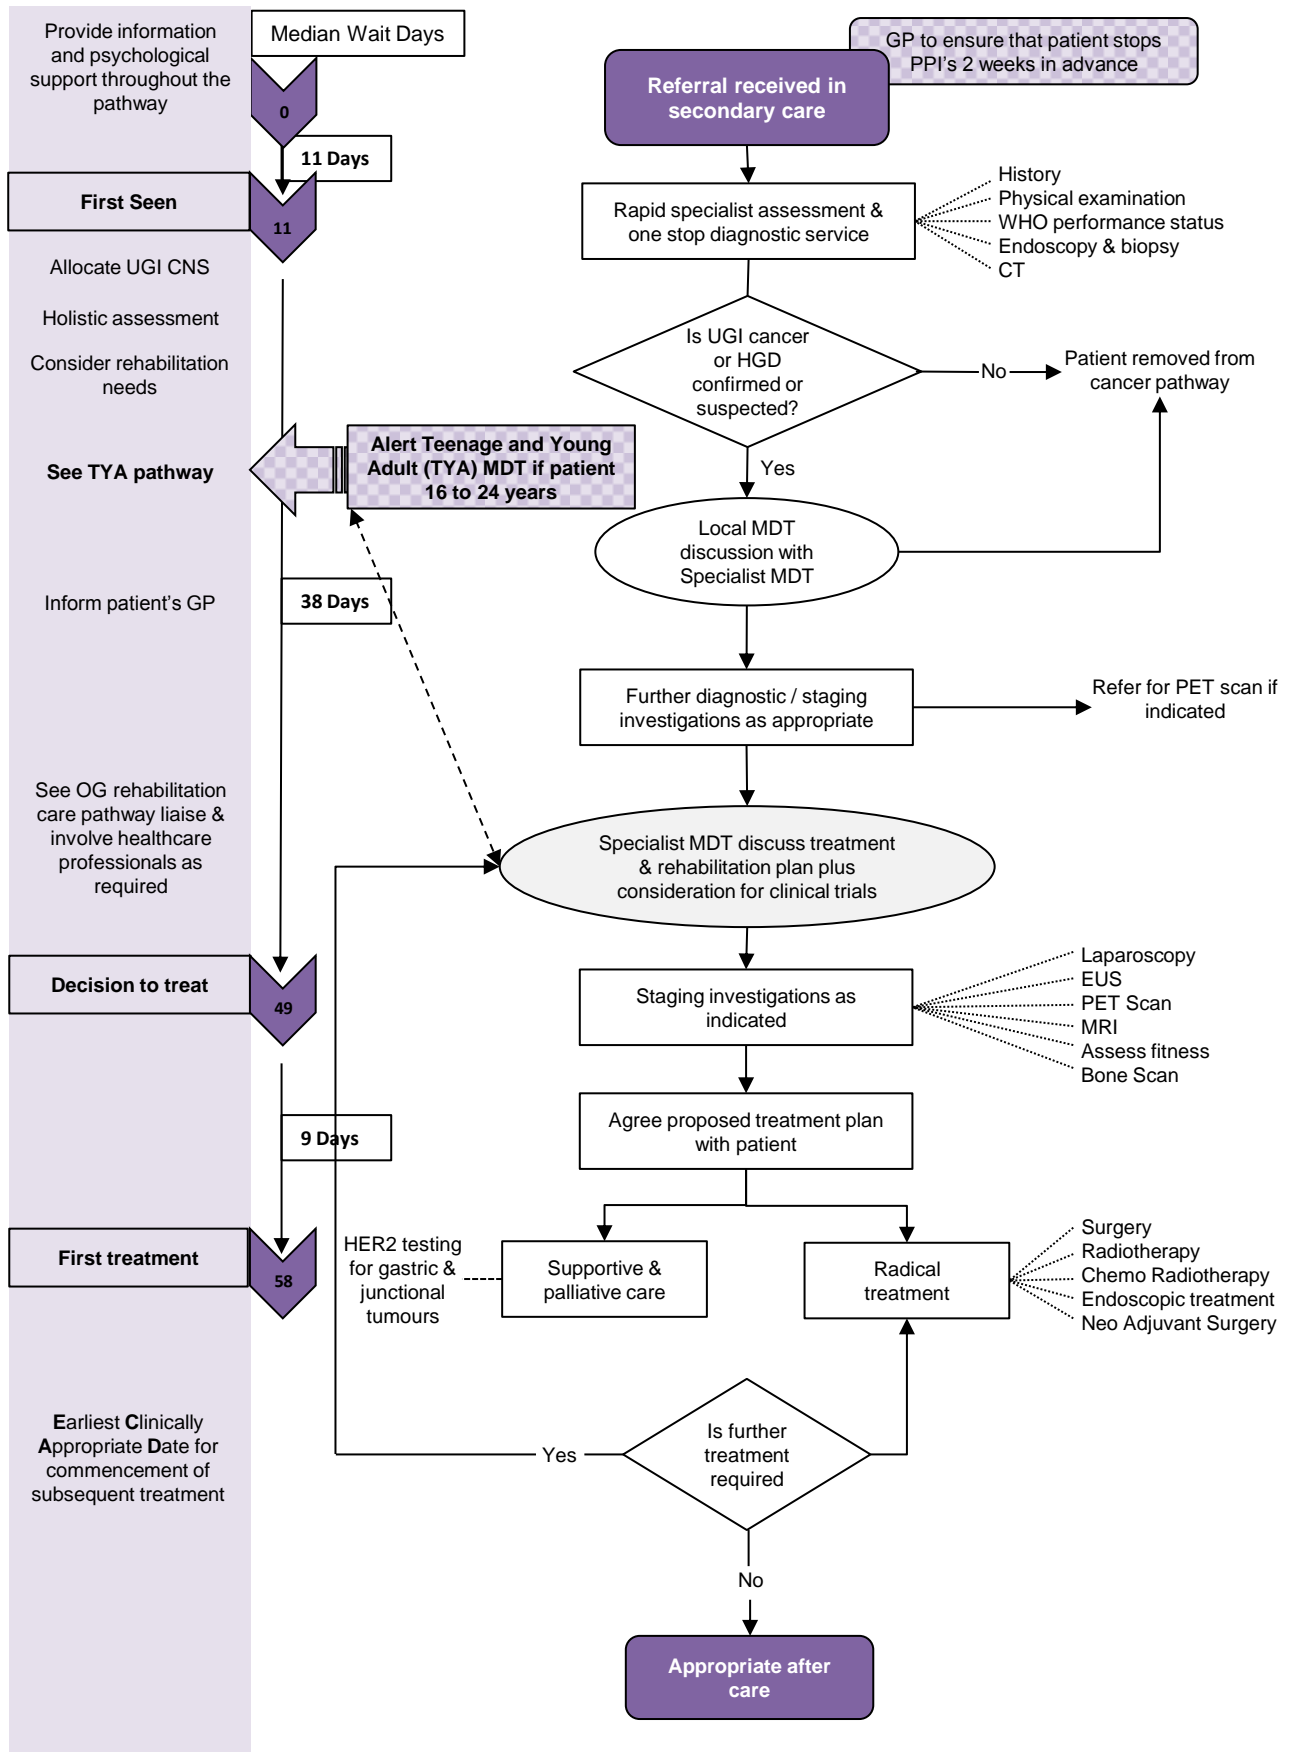 Provide information
and psychological
support throughout the
pathway
Median Wait Days
0
11 Days
First Seen
11
Allocate UGI CNS
Holistic assessment
Consider rehabilitation
needs
See TYA pathway
Alert Teenage and Young
Adult (TYA) MDT if patient
16 to 24 years
Inform patient’s GP
38 Days
See OG rehabilitation
care pathway liaise &
involve healthcare
professionals as
required
Decision to treat
49
9 Days
First treatment
58
Earliest Clinically
Appropriate Date for
commencement of
subsequent treatment
GP to ensure that patient stops
PPI’s 2 weeks in advance
Referral received in
secondary care
Rapid specialist assessment &
one stop diagnostic service
History
Physical examination
WHO performance status
Endoscopy & biopsy
CT
Is UGI cancer
or HGD
confirmed or
suspected?
No
Patient removed from
cancer pathway
Yes
Local MDT
discussion with
Specialist MDT
Further diagnostic / staging
investigations as appropriate
Refer for PET scan if
indicated
Specialist MDT discuss treatment
& rehabilitation plan plus
consideration for clinical trials
Staging investigations as
indicated
Laparoscopy
EUS
PET Scan
MRI
Assess fitness
Bone Scan
Agree proposed treatment plan
with patient
HER2 testing
for gastric &
junctional
tumours
Supportive &
palliative care
Radical
treatment
Surgery
Radiotherapy
Chemo Radiotherapy
Endoscopic treatment
Neo Adjuvant Surgery
Is further
treatment
required
Yes
No
Appropriate after
care